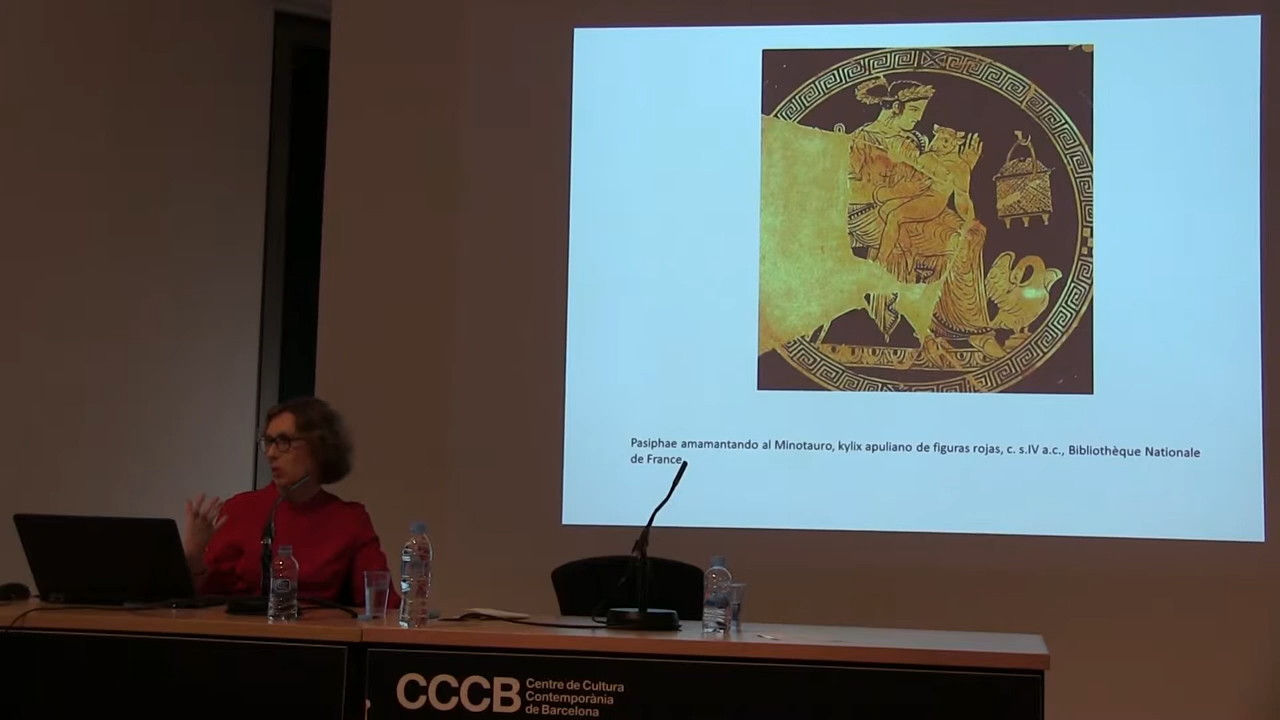 Pasiphae amamantando al Minotauro, kylix apuliano de figuras rojas, c. s.IV a.c., Bibliothèque Nationale
de France.
CCCB
Centre de Cultura
Contemporània
de Barcelona